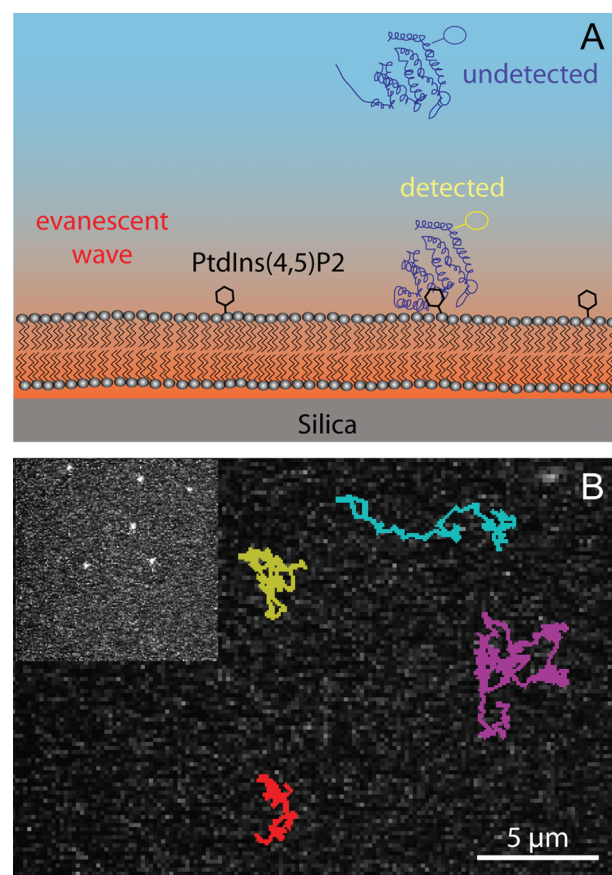 A
undetected
detected
evanescent
wave
PtdIns(4,5)P2
Silica
B
5 µm